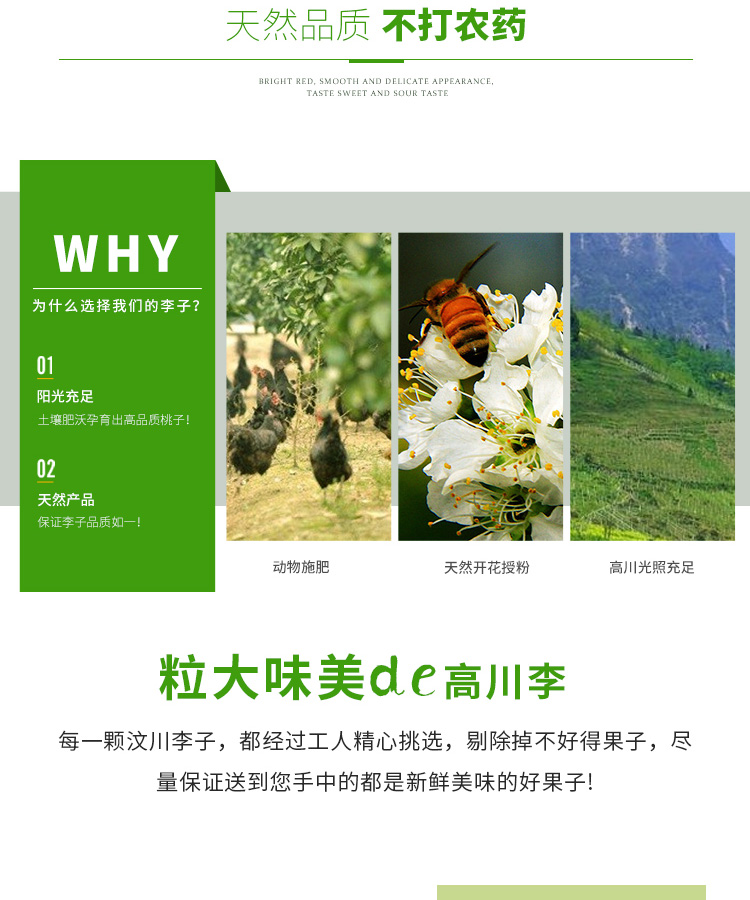 天然品质 不打农药
BRIGHT RED, SMOOTH AND DELICATE APPEARANCE,
TASTE SWEET AND SOUR TASTE
WHY
为什么选择我们的李子?
01
阳光充足
土壤肥沃孕育出高品质桃子!
02
天然产品
保证李子品质如一!
动物施肥
天然开花授粉
高川光照充足
粒大味美de高川李
每一颗汶川李子，都经过工人精心挑选，剔除掉不好得果子，尽
量保证送到您手中的都是新鲜美味的好果子!